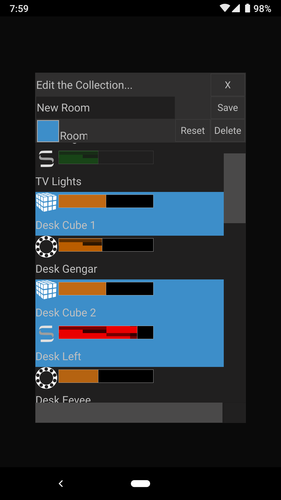 7:59
98%
Edit the Collection...
X
New Room
Save
Room
Reset
Delete
TV Lights
Desk Cube 1
Desk Gengar
Desk Cube 2
Desk Left
Desk Eevee